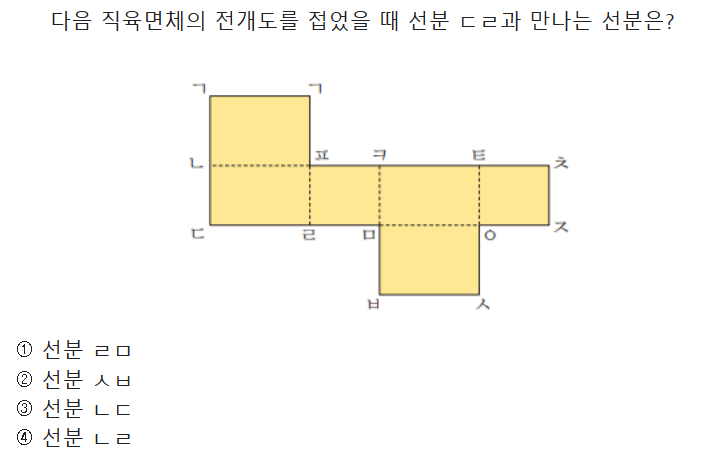 다음 직육면체의 전개도를 접었을 때 선분 ㄷㄹ과 만나는 선분은?
ㄱ ㄱ
ㄴ ㅍ ㅋ ㅌ ㅊ
ㄷ ㄹ ㅁ ㅇ ㅈ
ㅂ ㅅ
① 선분 ㄹㅁ
② 선분 ㅅㅂ
③ 선분 ㄴㄷ
④ 선분 ㄴㄹ